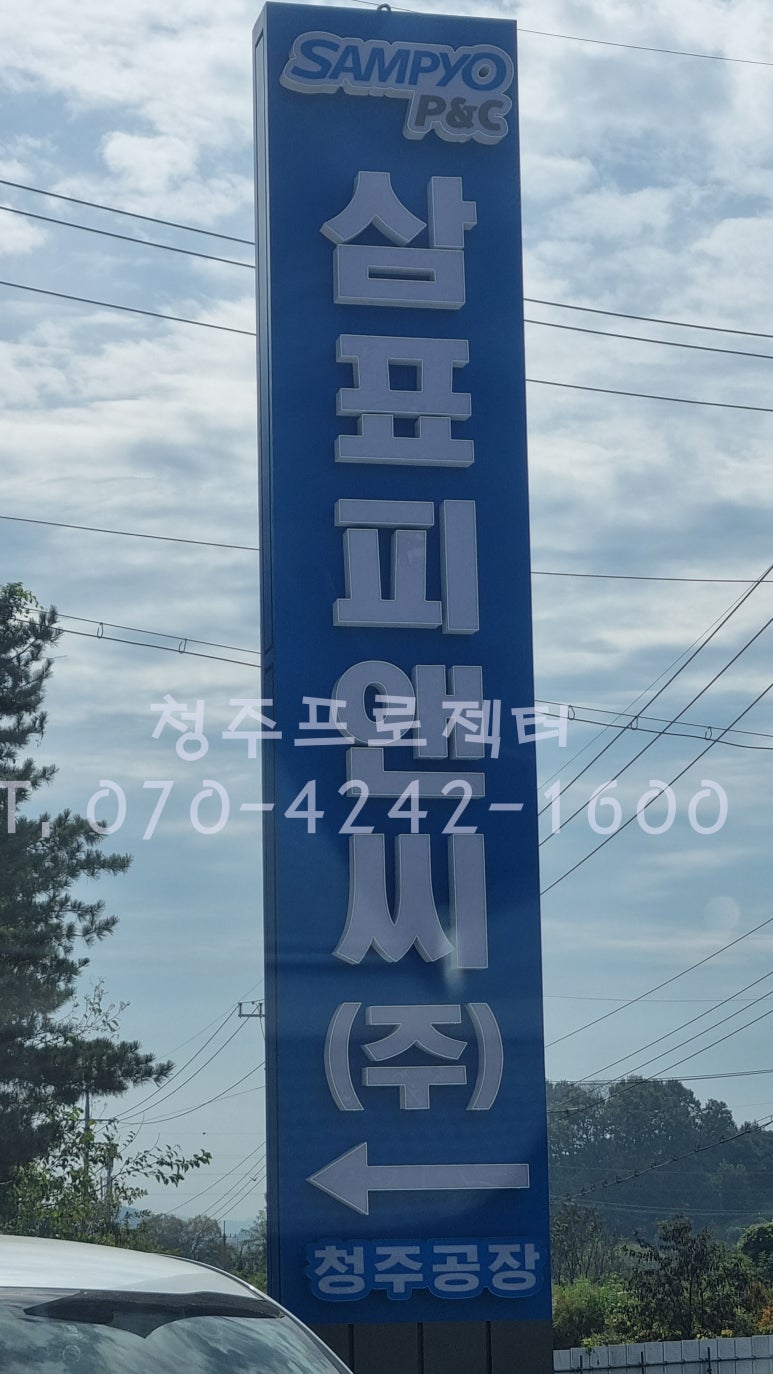 SAMPYO
P&C
삼표피앤씨(주)
청주프로젝터
T. 070-4242-1600
청주공장